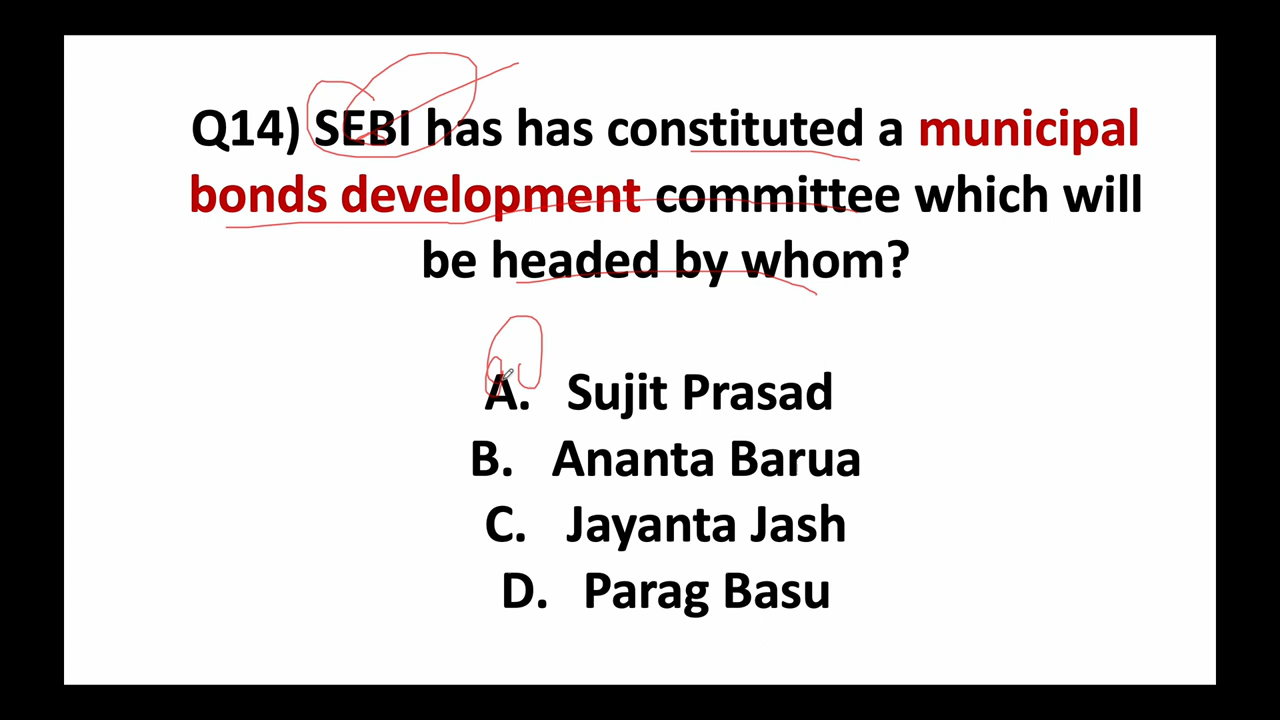 Q14) SEBI has has constituted a municipal
bonds development committee which will
be headed by whom?
A. Sujit Prasad
B. Ananta Barua
C. Jayanta Jash
D. Parag Basu